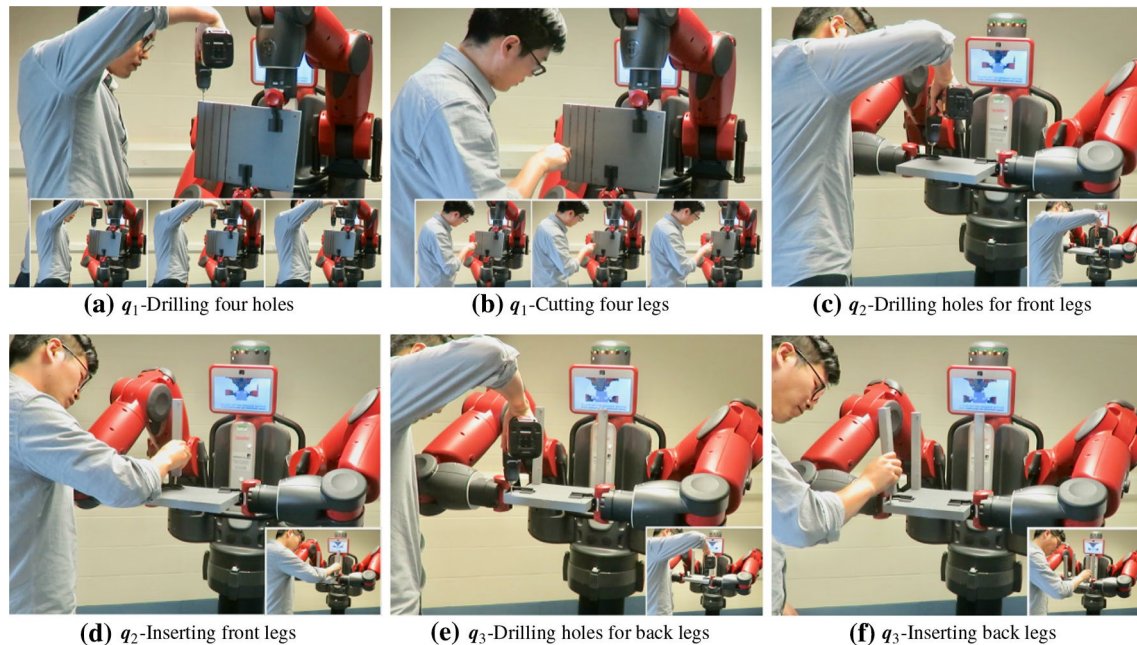 (a) q1-Drilling four holes
(b) q1-Cutting four legs
(c) q2-Drilling holes for front legs
(d) q2-Inserting front legs
(e) q3-Drilling holes for back legs
(f) q3-Inserting back legs